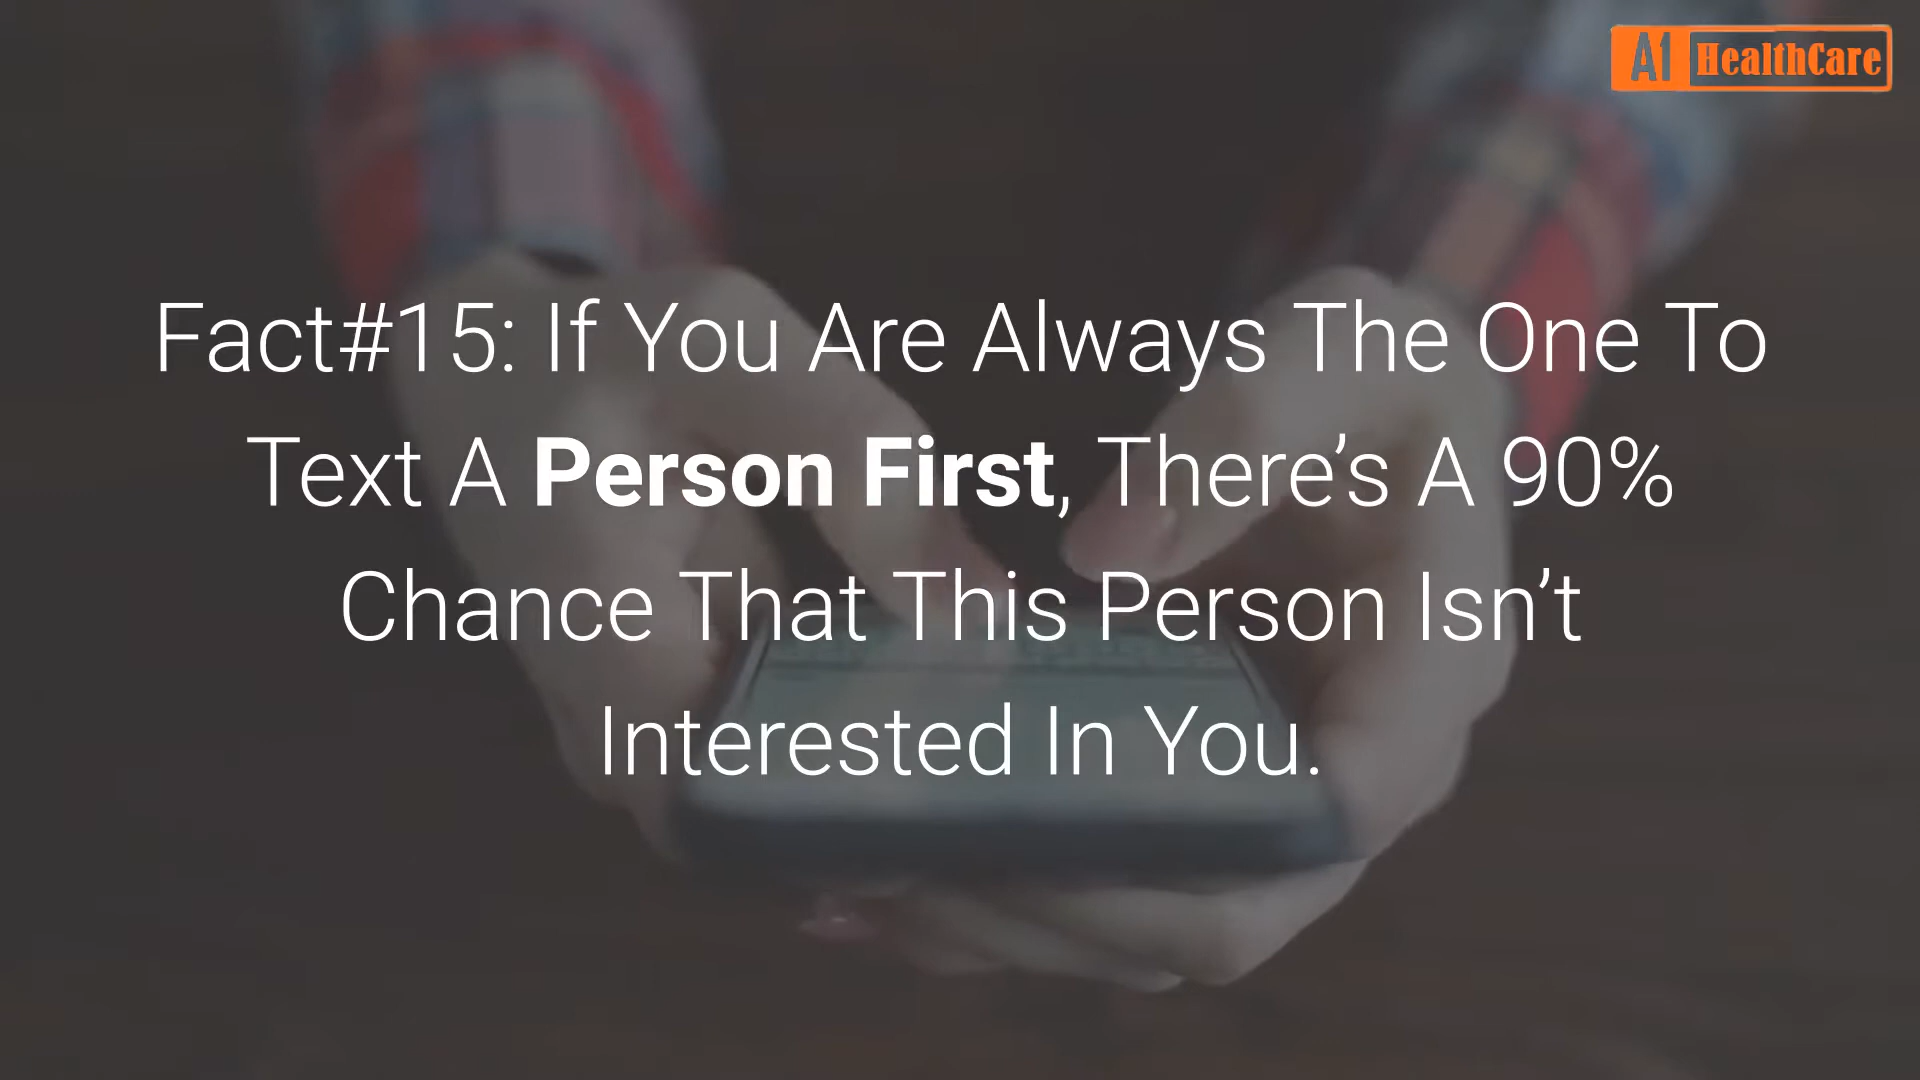 A1 HealthCare
Fact#15: If You Are Always The One To
Text A Person First, There’s A 90%
Chance That This Person Isn’t
Interested In You.